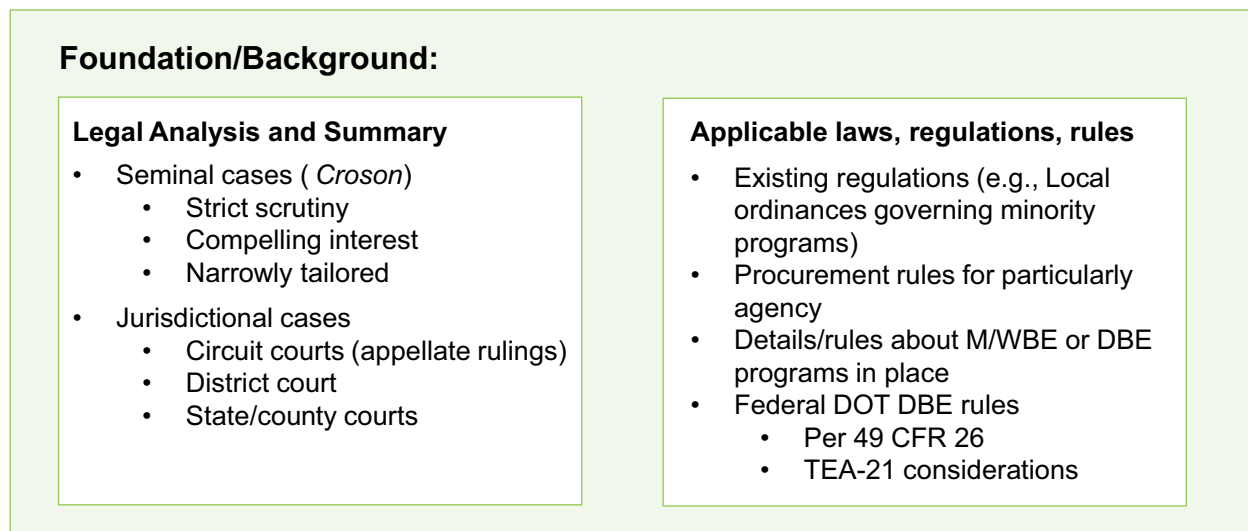 Foundation/Background:
Legal Analysis and Summary
• Seminal cases ( Croson)
• Strict scrutiny
• Compelling interest
• Narrowly tailored
• Jurisdictional cases
• Circuit courts (appellate rulings)
• District court
• State/county courts
Applicable laws, regulations, rules
• Existing regulations (e.g., Local
ordinances governing minority
programs)
• Procurement rules for particularly
agency
• Details/rules about M/WBE or DBE
programs in place
• Federal DOT DBE rules
• Per 49 CFR 26
• TEA-21 considerations